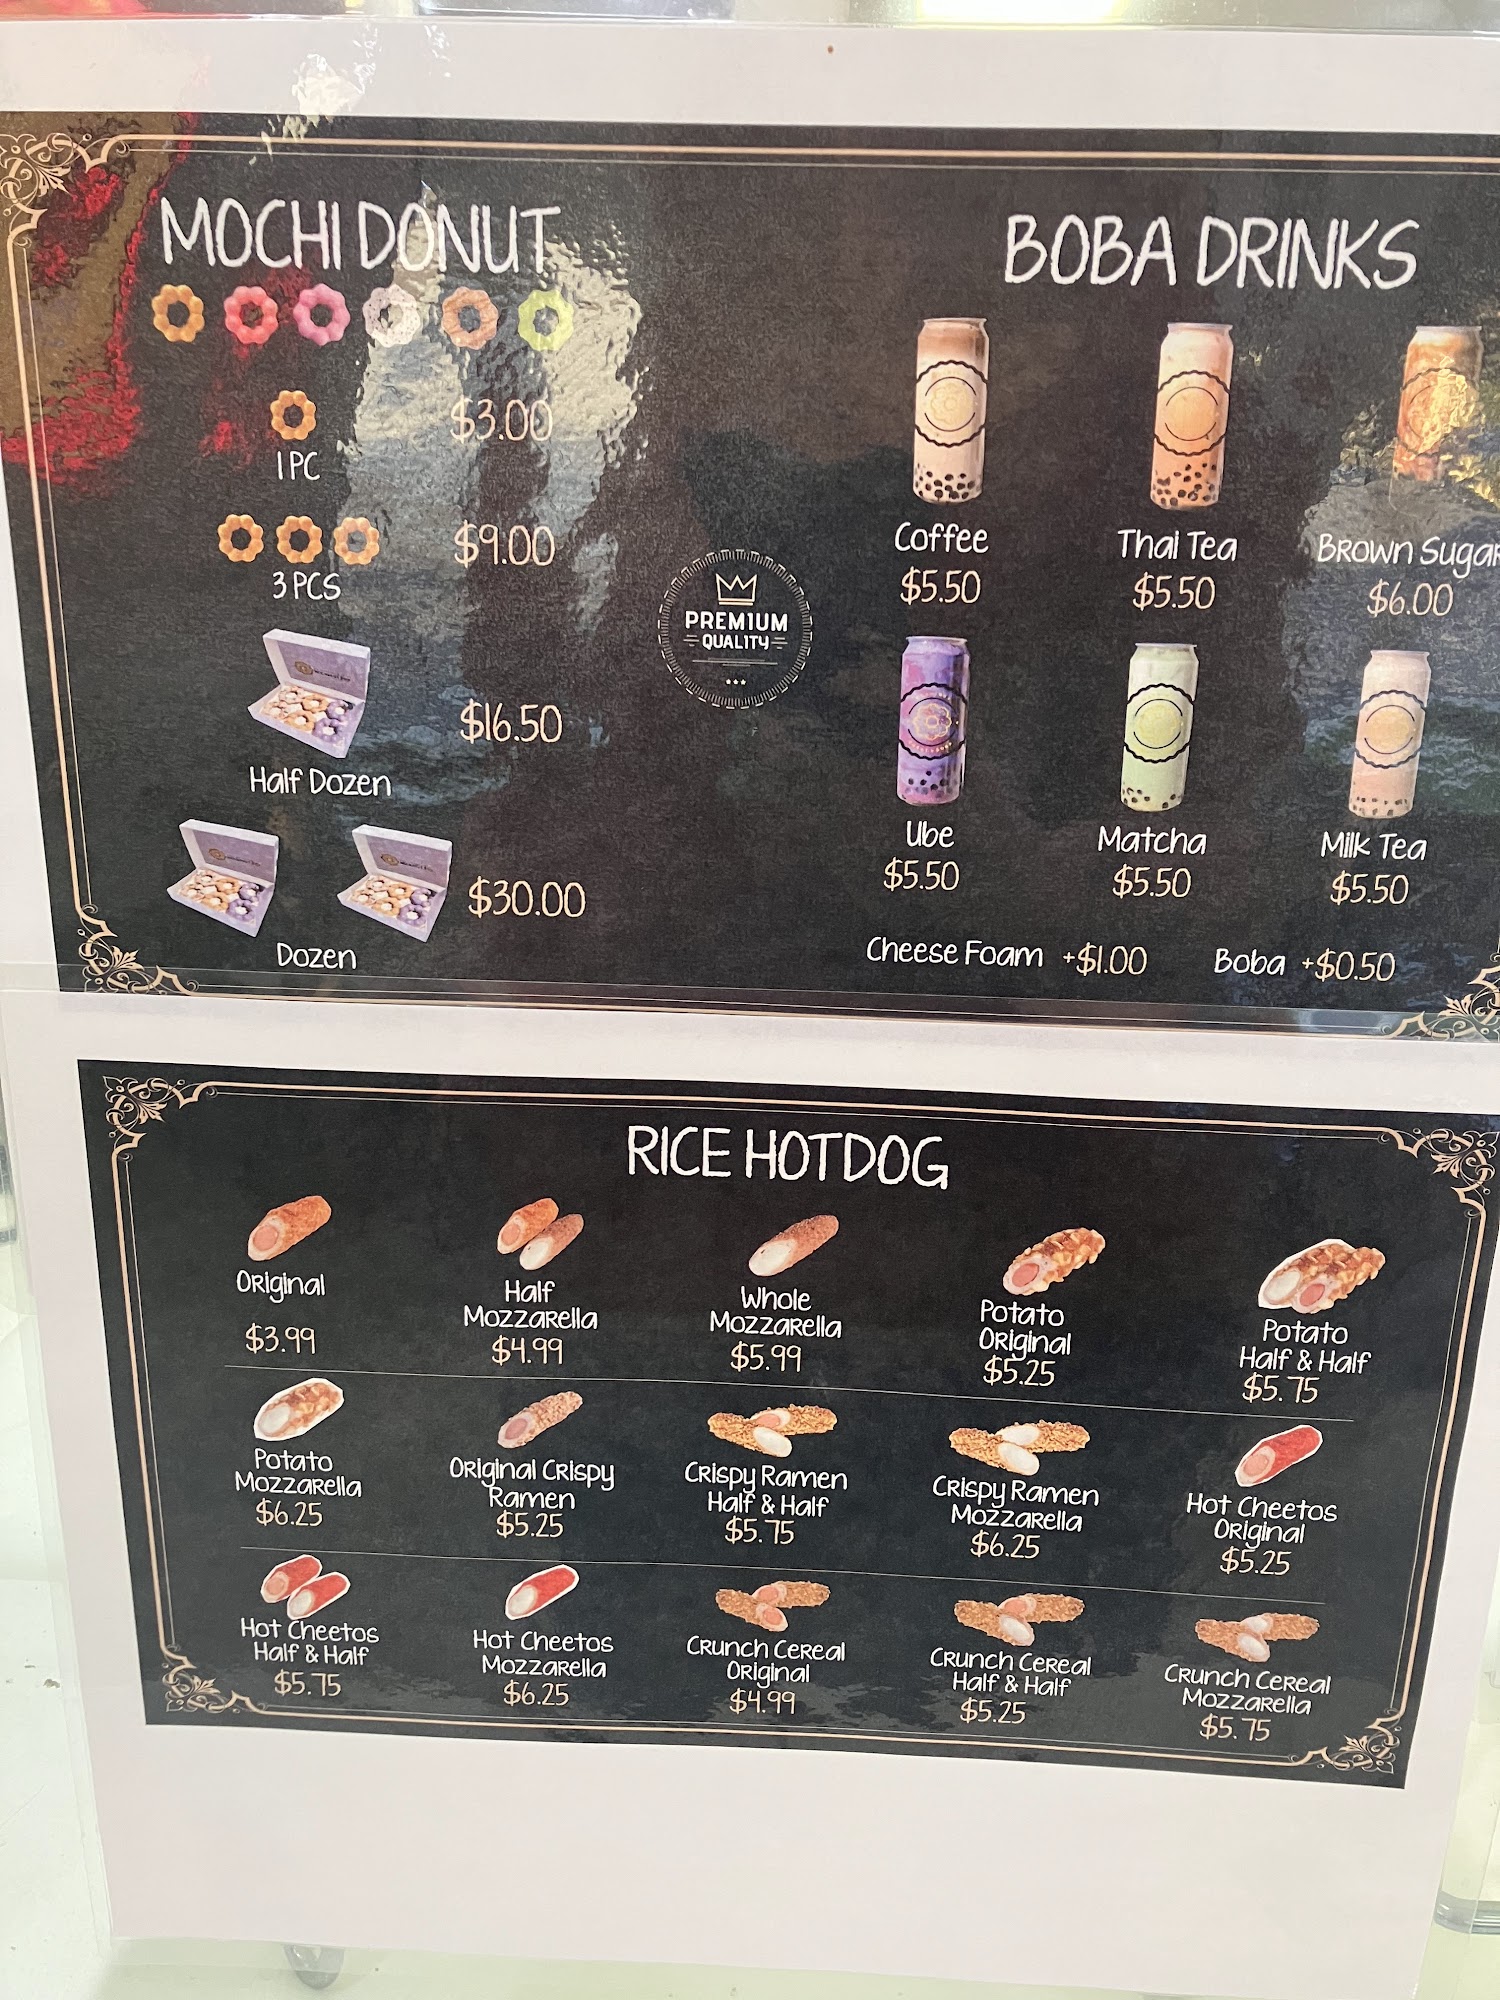 MOCHI DONUT
1 PC
$3.00
3 PCS
$9.00
Half Dozen
$16.50
Dozen
$30.00
PREMIUM
QUALITY
BOBA DRINKS
Coffee
$5.50
Thai Tea
$5.50
Brown Sugar
$6.00
Ube
$5.50
Matcha
$5.50
Milk Tea
$5.50
Cheese Foam +$1.00
Boba +$0.50
RICE HOTDOG
Original
$3.99
Half
Mozzarella
$4.99
Whole
Mozzarella
$5.99
Potato
Original
$5.25
Potato
Half & Half
$5.75
Potato
Mozzarella
$6.25
Original Crispy
Ramen
$5.25
Crispy Ramen
Half & Half
$5.75
Crispy Ramen
Mozzarella
$6.25
Hot Cheetos
Original
$5.25
Hot Cheetos
Half & Half
$5.75
Hot Cheetos
Mozzarella
$6.25
Crunch Cereal
Original
$4.99
Crunch Cereal
Half & Half
$5.25
Crunch Cereal
Mozzarella
$5.75